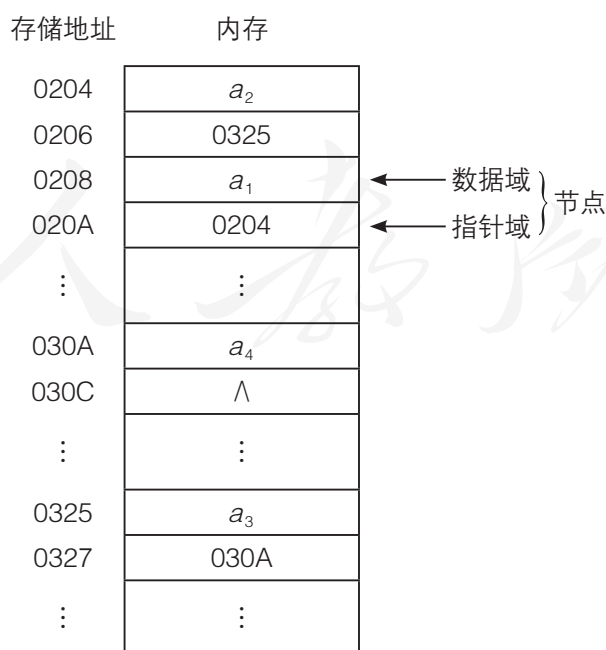 存储地址 内存
0204 a₂
0206 0325
0208 a₁ 数据域
节点
020A 0204 指针域
⋮ ⋮
030A a₄
030C ∧
⋮ ⋮
0325 a₃
0327 030A
⋮ ⋮